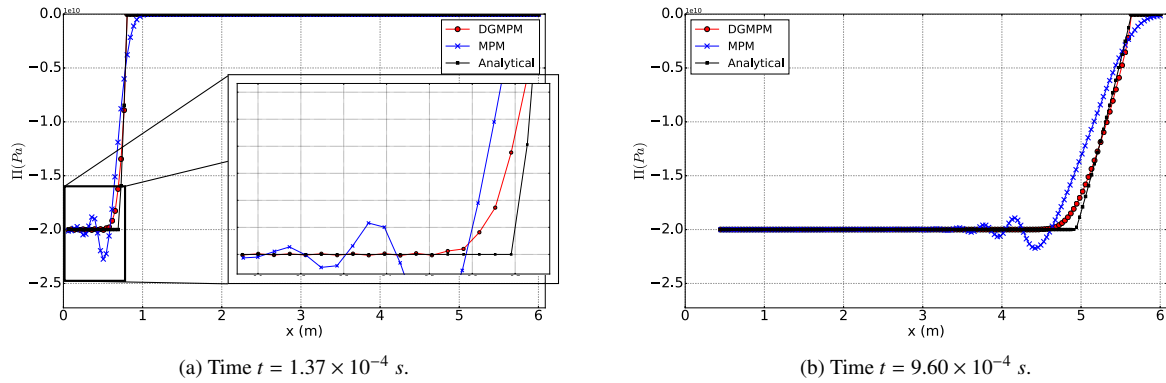 1e10
0.0
−0.5
−1.0
−1.5
−2.0
−2.5
Π(Pa)
DGMPM
MPM
Analytical
0 1 2 3 4 5 6
x (m)
(a) Time t = 1.37 × 10⁻⁴ s.
1e10
0.0
−0.5
−1.0
−1.5
−2.0
−2.5
Π(Pa)
DGMPM
MPM
Analytical
0 1 2 3 4 5 6
x (m)
(b) Time t = 9.60 × 10⁻⁴ s.